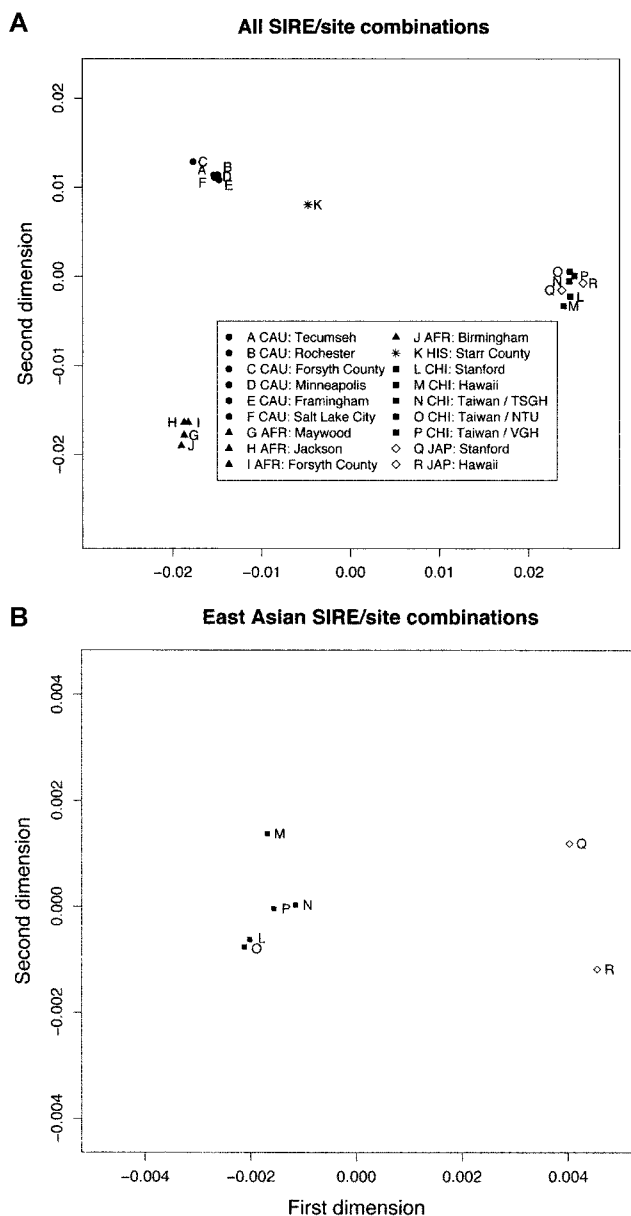 A
All SIRE/site combinations
Second dimension
0.02
0.01
0.00
−0.01
−0.02
C
A
B
D
F
E
K
O
P
N
R
Q
L
M
H
I
G
J
A CAU: Tecumseh
B CAU: Rochester
C CAU: Forsyth County
D CAU: Minneapolis
E CAU: Framingham
F CAU: Salt Lake City
G AFR: Maywood
H AFR: Jackson
I AFR: Forsyth County
J AFR: Birmingham
K HIS: Starr County
L CHI: Stanford
M CHI: Hawaii
N CHI: Taiwan / TSGH
O CHI: Taiwan / NTU
P CHI: Taiwan / VGH
Q JAP: Stanford
R JAP: Hawaii
−0.02 −0.01 0.00 0.01 0.02
B
East Asian SIRE/site combinations
Second dimension
0.004
0.002
0.000
−0.002
−0.004
M
Q
P
N
L
O
R
−0.004 −0.002 0.000 0.002 0.004
First dimension